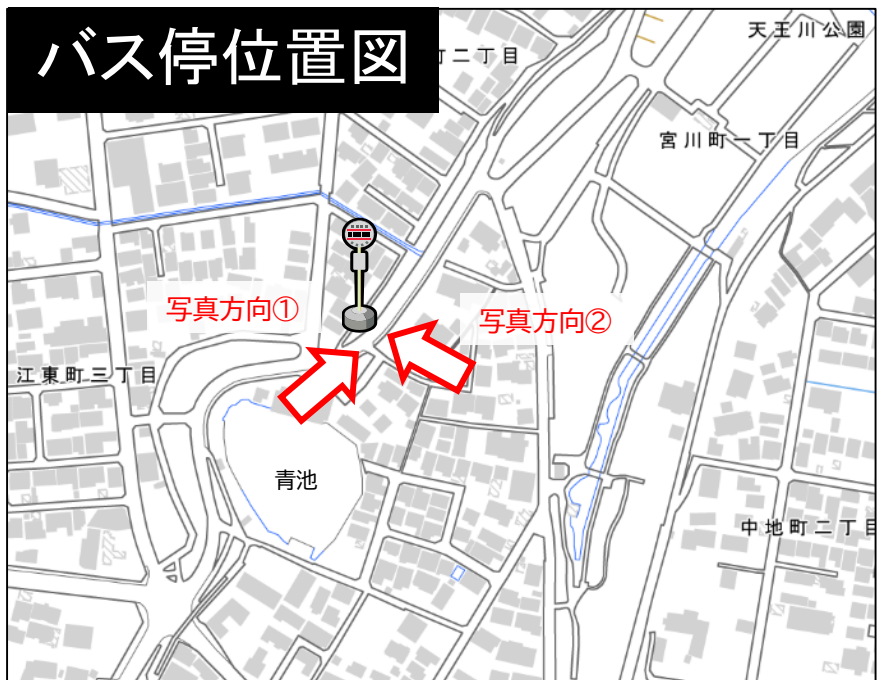 バス停位置図
二丁目
天王川公園
宮川町一丁目
写真方向①
写真方向②
江東町三丁目
青池
中地町二丁目